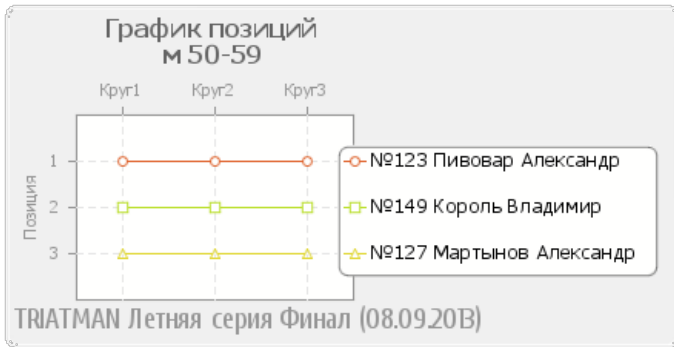 График позиций
м 50-59
Круг1 Круг2 Круг3
Позиция
1 №123 Пивовар Александр
2 №149 Король Владимир
3 №127 Мартынов Александр
TRIATMAN Летняя серия Финал (08.09.2013)